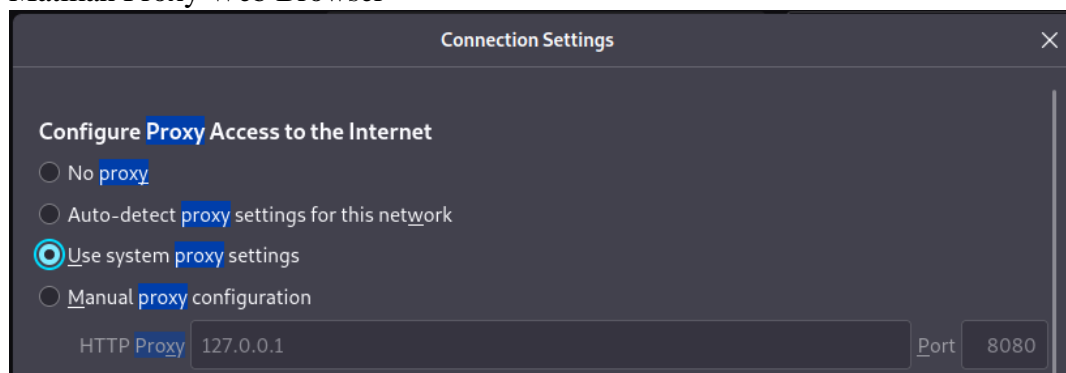 Connection Settings
Configure Proxy Access to the Internet
No proxy
Auto-detect proxy settings for this network
Use system proxy settings
Manual proxy configuration
HTTP Proxy 127.0.0.1 Port 8080